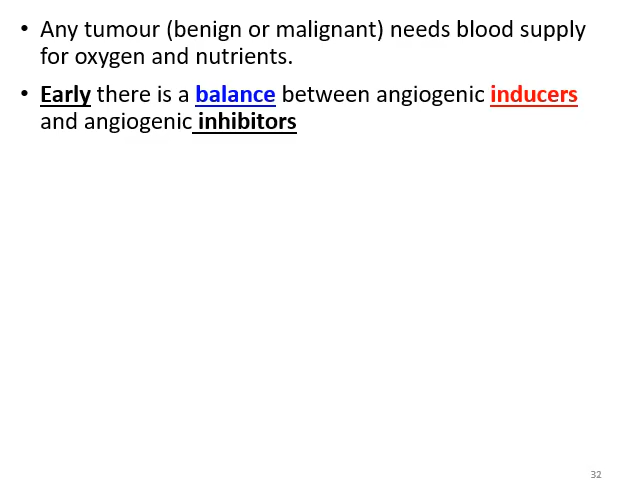 • Any tumour (benign or malignant) needs blood supply
for oxygen and nutrients.
• Early there is a balance between angiogenic inducers
and angiogenic inhibitors
32